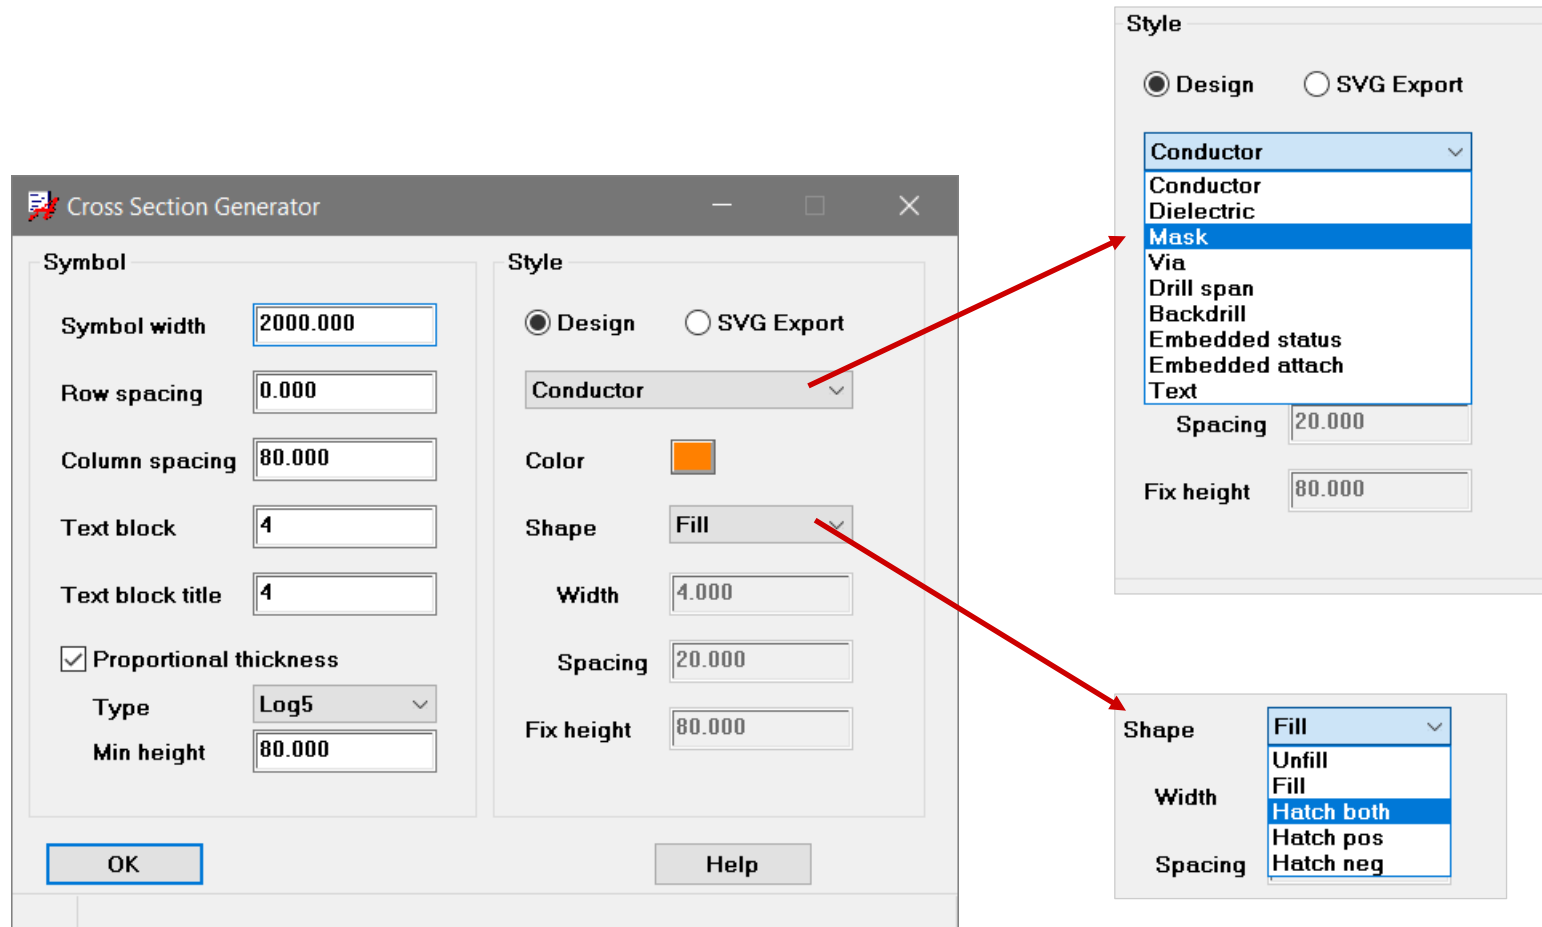 Cross Section Generator
Symbol
Symbol width 2000.000
Row spacing 0.000
Column spacing 80.000
Text block 4
Text block title 4
Proportional thickness
Type Log5
Min height 80.000
OK
Style
Design SVG Export
Conductor
Color
Shape Fill
Width 4.000
Spacing 20.000
Fix height 80.000
Help
Style
Design SVG Export
Conductor
Conductor
Dielectric
Mask
Via
Drill span
Backdrill
Embedded status
Embedded attach
Text
Spacing 20.000
Fix height 80.000
Shape Fill
Unfill
Fill
Width
Hatch both
Hatch pos
Spacing Hatch neg